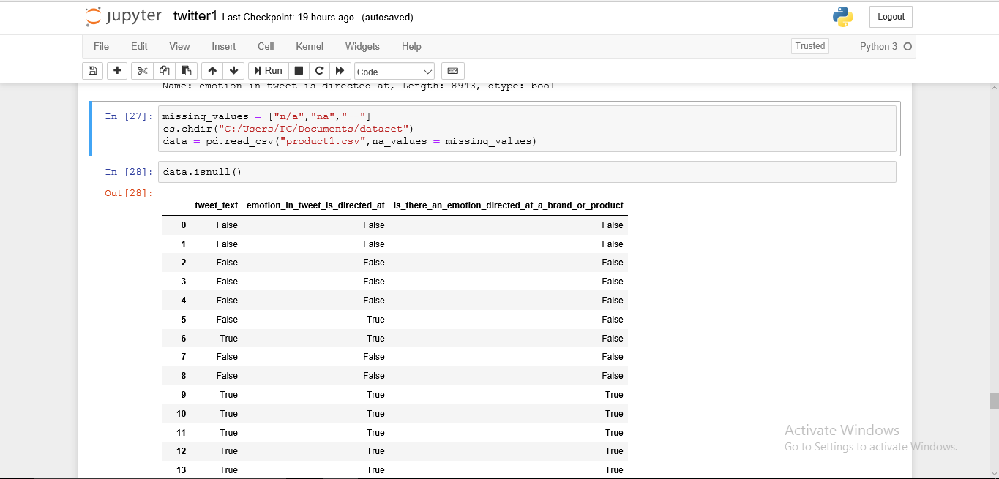 jupyter twitter1 Last Checkpoint: 19 hours ago (autosaved) Logout
File Edit View Insert Cell Kernel Widgets Help Trusted Python 3
Run Code
Name: emotion_in_tweet_is_directed_at, Length: 8943, dtype: bool
In [27]: missing_values = ["n/a","na","--"]
os.chdir("C:/Users/PC/Documents/dataset")
data = pd.read_csv("product1.csv",na_values = missing_values)
In [28]: data.isnull()
Out[28]:
tweet_text emotion_in_tweet_is_directed_at is_there_an_emotion_directed_at_a_brand_or_product
0 False False False
1 False False False
2 False False False
3 False False False
4 False False False
5 False True False
6 True True False
7 False False False
8 False False False
9 True True True
10 True True True
11 True True True
12 True True True
13 True True True
Activate Windows
Go to Settings to activate Windows.